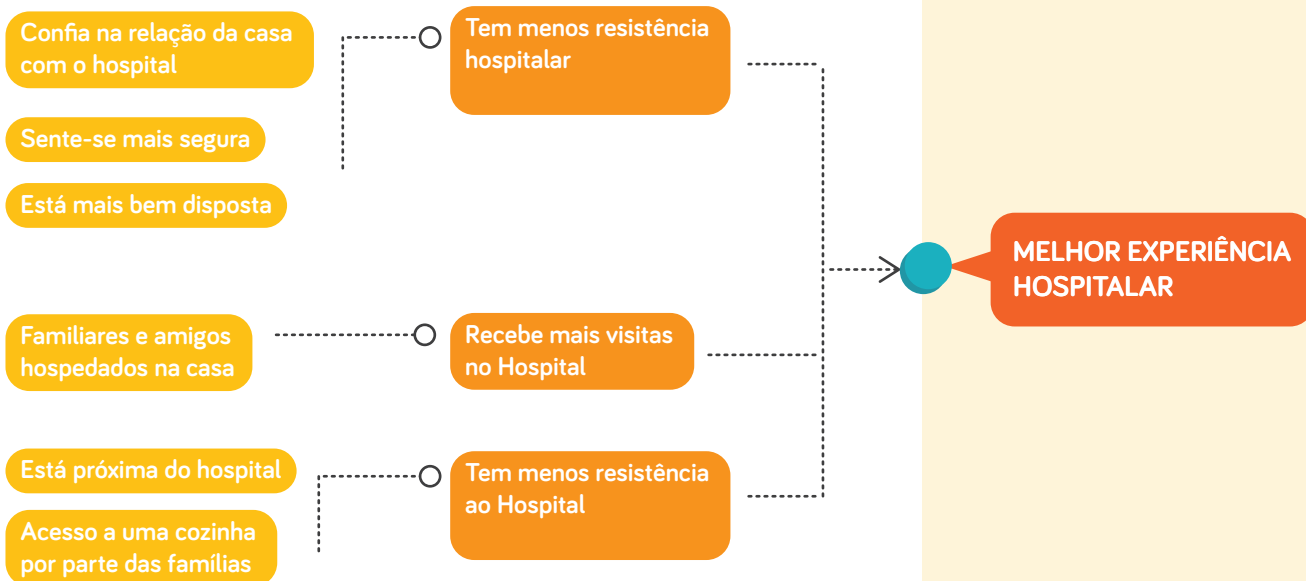 Confia na relação da casa
com o hospital
Sente-se mais segura
Está mais bem disposta
Tem menos resistência
hospitalar
Familiares e amigos
hospedados na casa
Recebe mais visitas
no Hospital
Está próxima do hospital
Acesso a uma cozinha
por parte das famílias
Tem menos resistência
ao Hospital
MELHOR EXPERIÊNCIA
HOSPITALAR